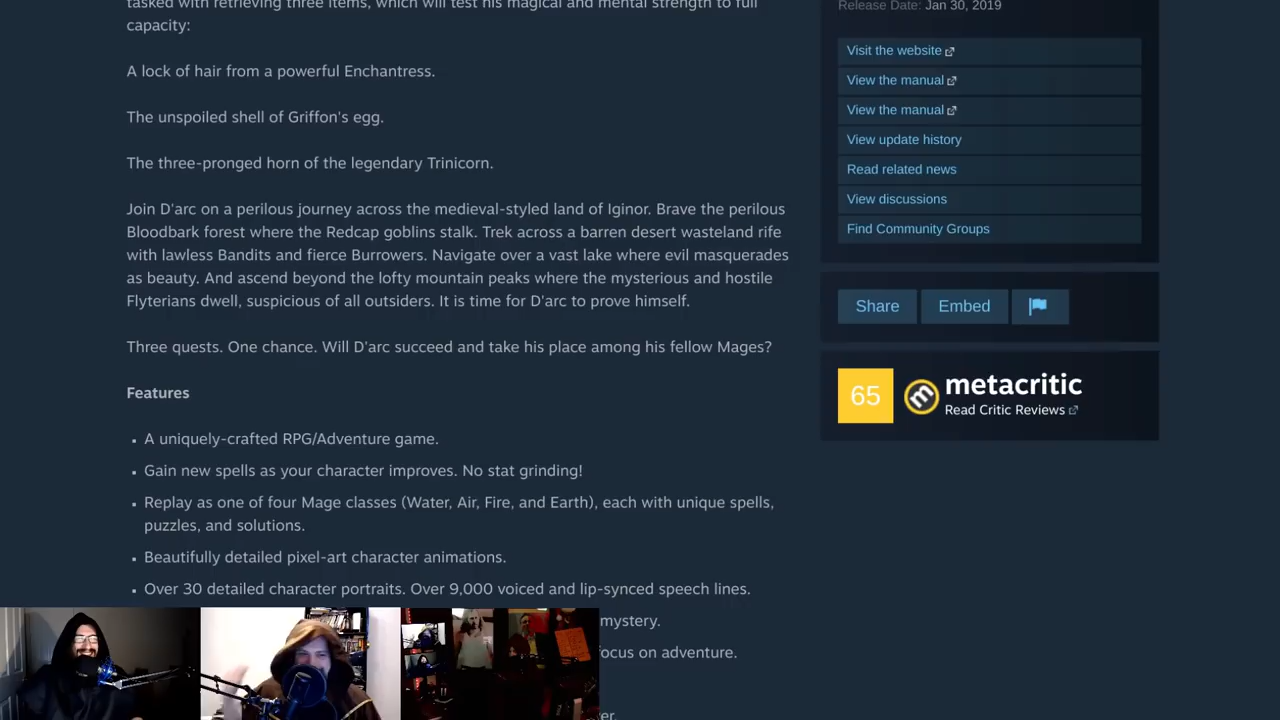 tasked with retrieving three items, which will test his magical and mental strength to full
capacity:
A lock of hair from a powerful Enchantress.
The unspoiled shell of Griffon's egg.
The three-pronged horn of the legendary Trinicorn.
Join D'arc on a perilous journey across the medieval-styled land of Iginor. Brave the perilous
Bloodbark forest where the Redcap goblins stalk. Trek across a barren desert wasteland rife
with lawless Bandits and fierce Burrowers. Navigate over a vast lake where evil masquerades
as beauty. And ascend beyond the lofty mountain peaks where the mysterious and hostile
Flyterians dwell, suspicious of all outsiders. It is time for D'arc to prove himself.
Three quests. One chance. Will D'arc succeed and take his place among his fellow Mages?
Features
A uniquely-crafted RPG/Adventure game.
Gain new spells as your character improves. No stat grinding!
Replay as one of four Mage classes (Water, Air, Fire, and Earth), each with unique spells,
puzzles, and solutions.
Beautifully detailed pixel-art character animations.
Over 30 detailed character portraits. Over 9,000 voiced and lip-synced speech lines.
mystery.
focus on adventure.
er.
Release Date: Jan 30, 2019
Visit the website
View the manual
View the manual
View update history
Read related news
View discussions
Find Community Groups
Share Embed
65 metacritic
Read Critic Reviews